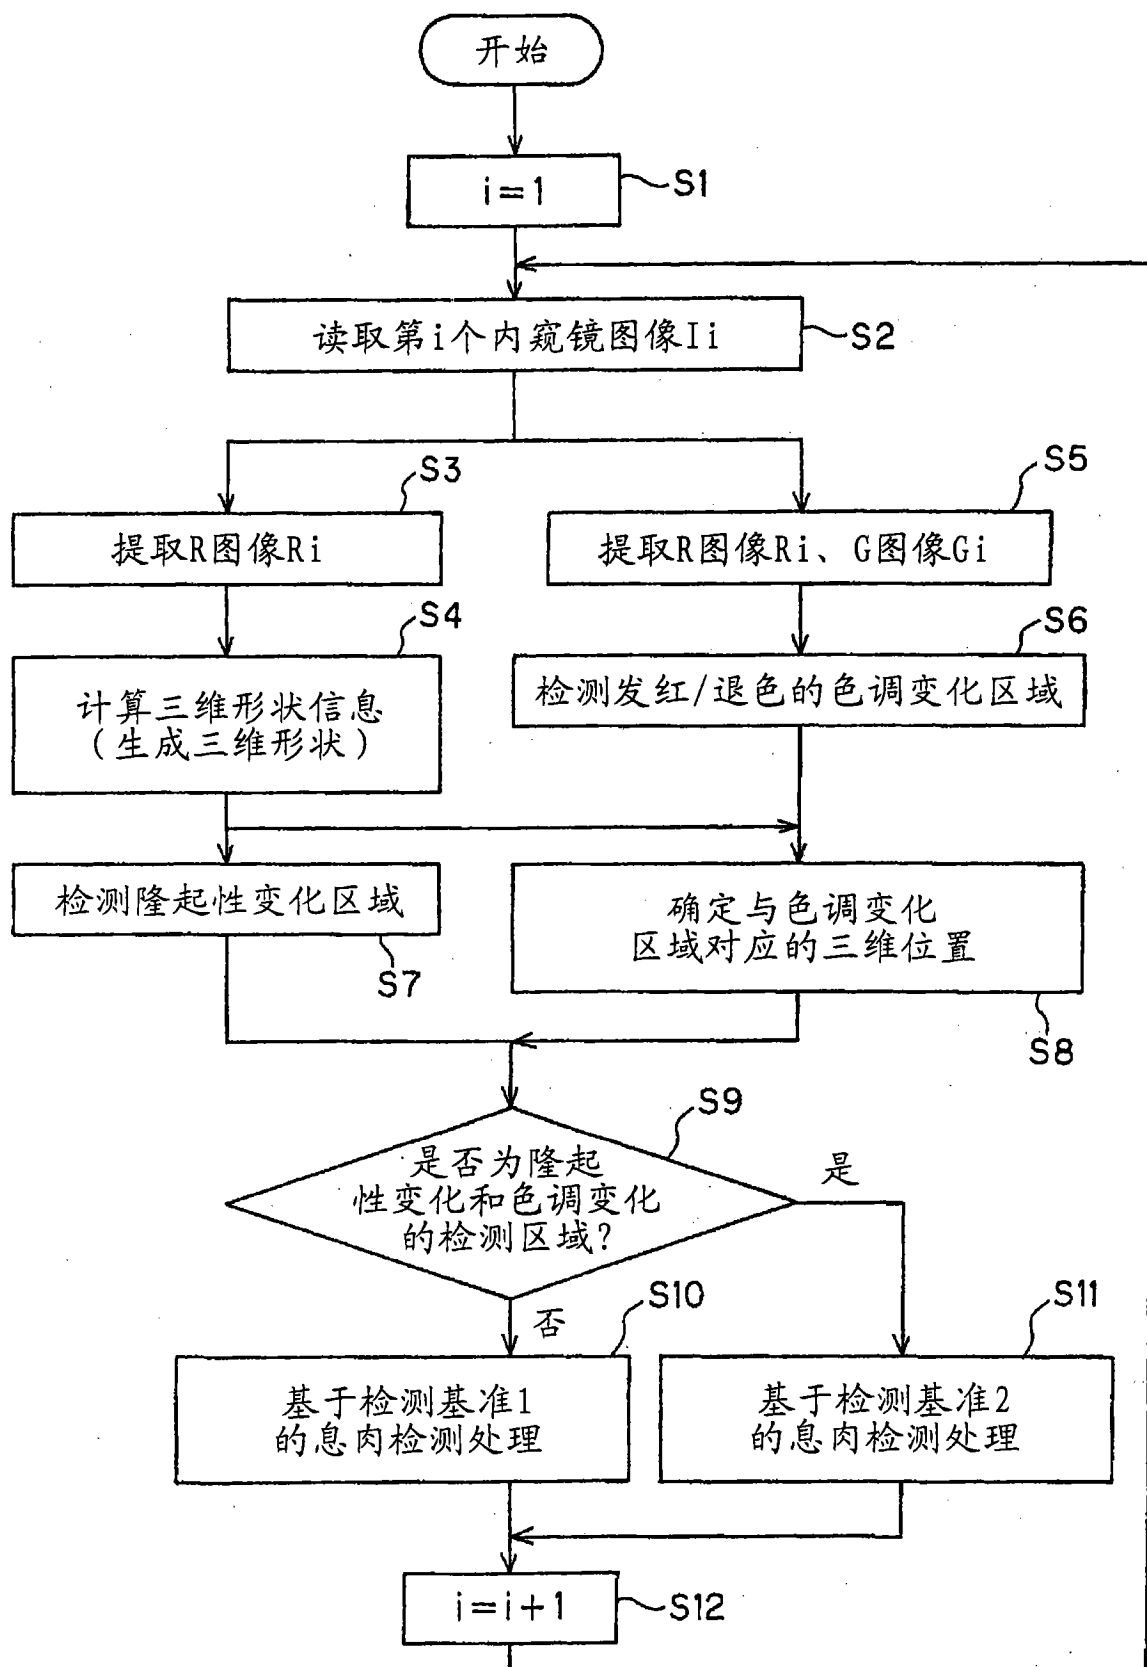 开始
i=1
S1
读取第i个内窥镜图像Ii
S2
S3
提取R图像Ri
S5
提取R图像Ri、G图像Gi
S4
计算三维形状信息
(生成三维形状)
S6
检测发红/退色的色调变化区域
检测隆起性变化区域
S7
确定与色调变化
区域对应的三维位置
S8
S9
是否为隆起
性变化和色调变化
的检测区域?
是
否
S10
基于检测基准1
的息肉检测处理
S11
基于检测基准2
的息肉检测处理
i=i+1
S12